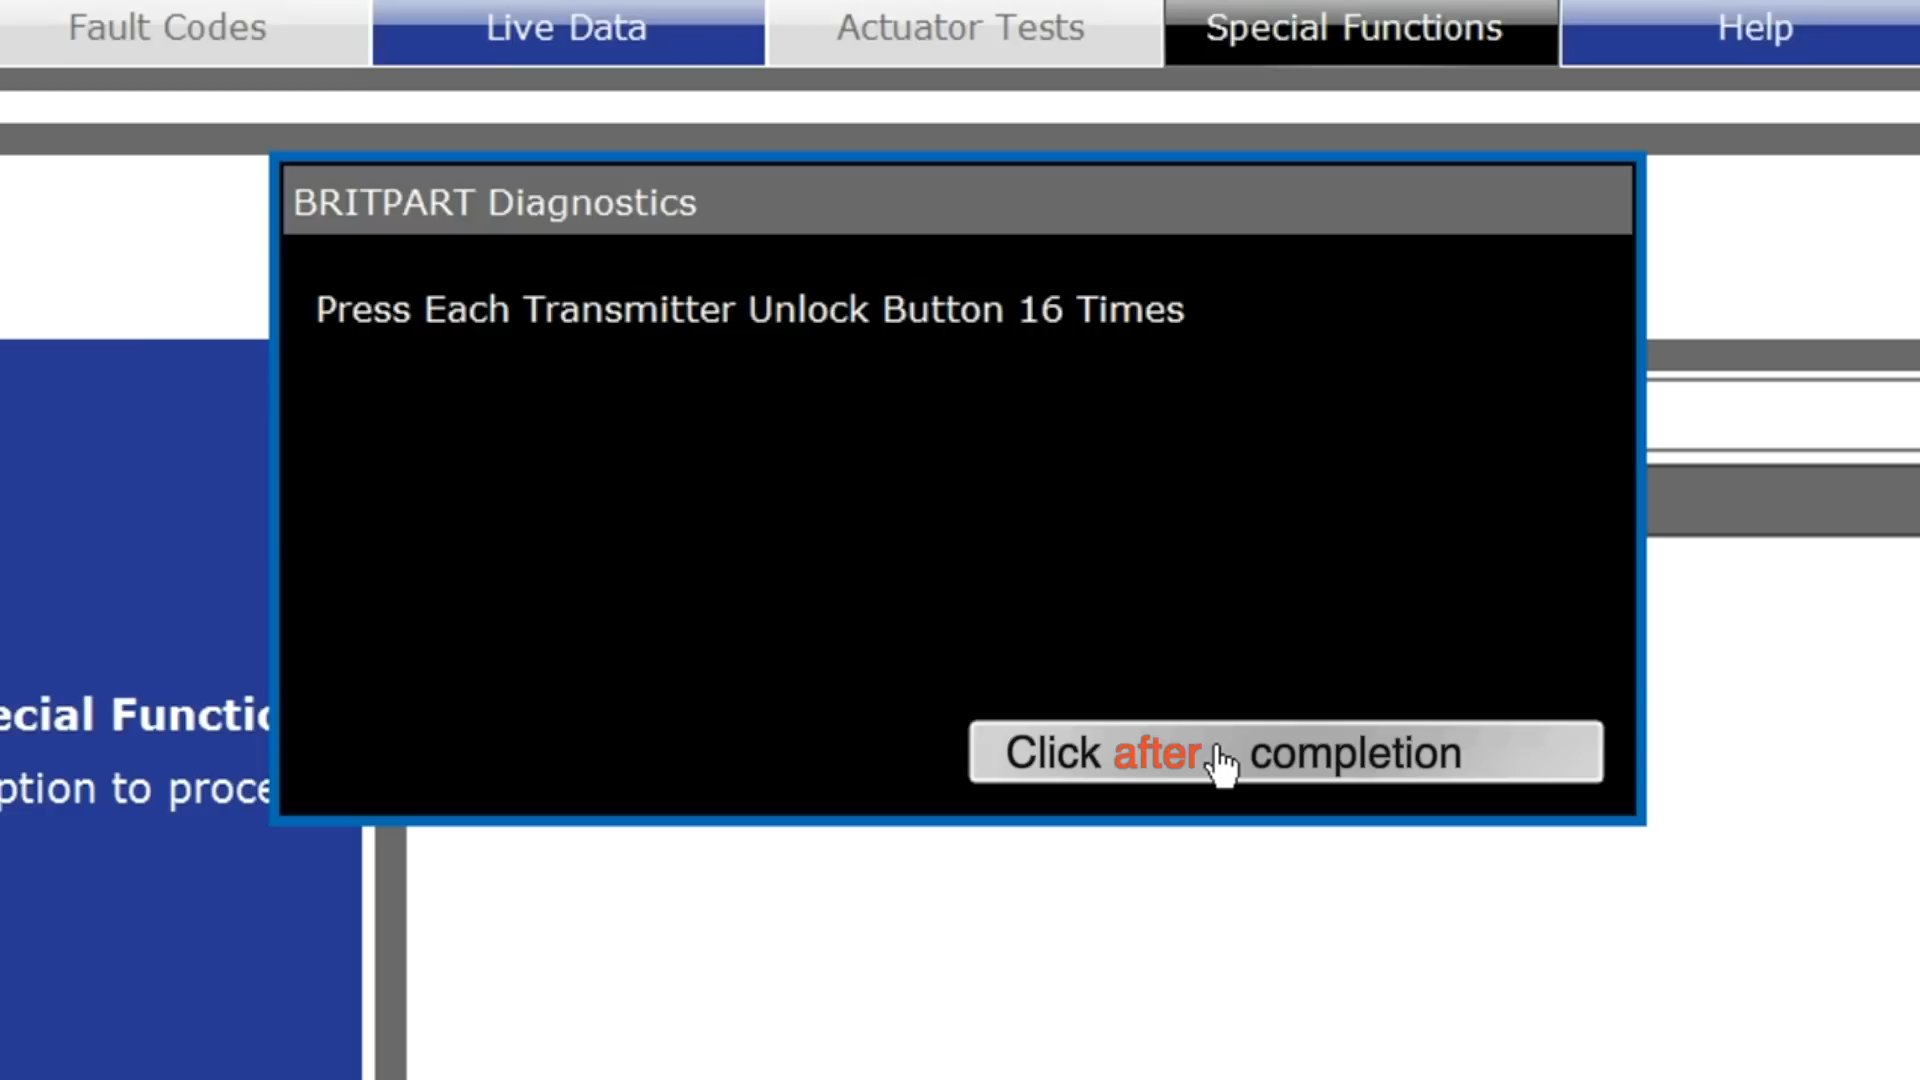 Fault Codes
Live Data
Actuator Tests
Special Functions
Help
BRITPART Diagnostics
Press Each Transmitter Unlock Button 16 Times
ecial Functio
ption to proce
Click after completion